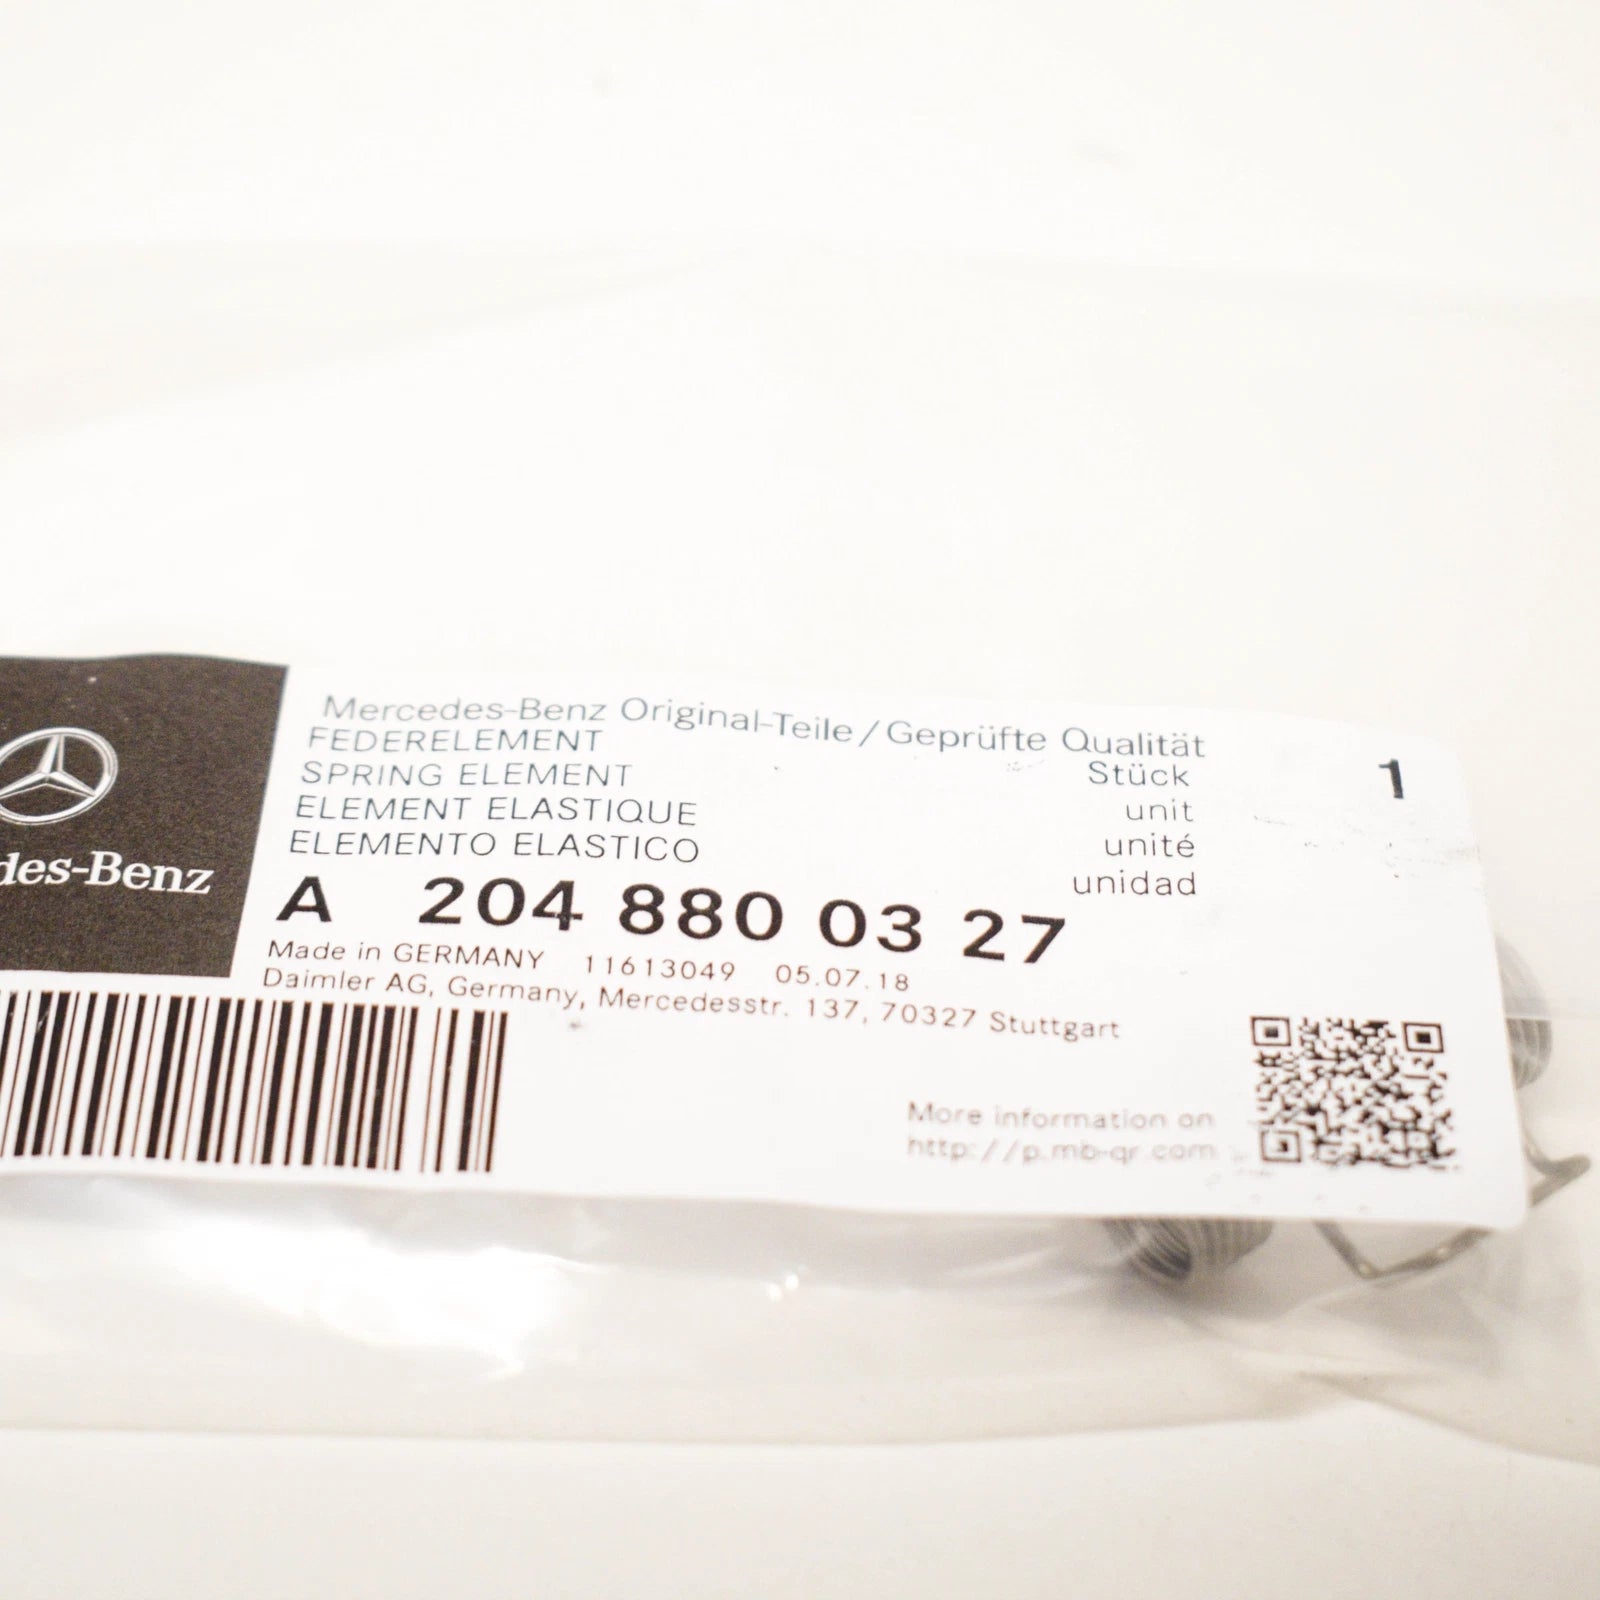 des-Benz
Mercedes-Benz Original-Teile / Geprüfte Qualität
FEDERELEMENT
SPRING ELEMENT
ELEMENT ELASTIQUE
ELEMENTO ELASTICO
Stück
unit
unité
unidad
1
A 204 880 03 27
Made in GERMANY 11613049 05.07.18
Daimler AG, Germany, Mercedesstr. 137, 70327 Stuttgart
More information on
http://p.mb-qr.com